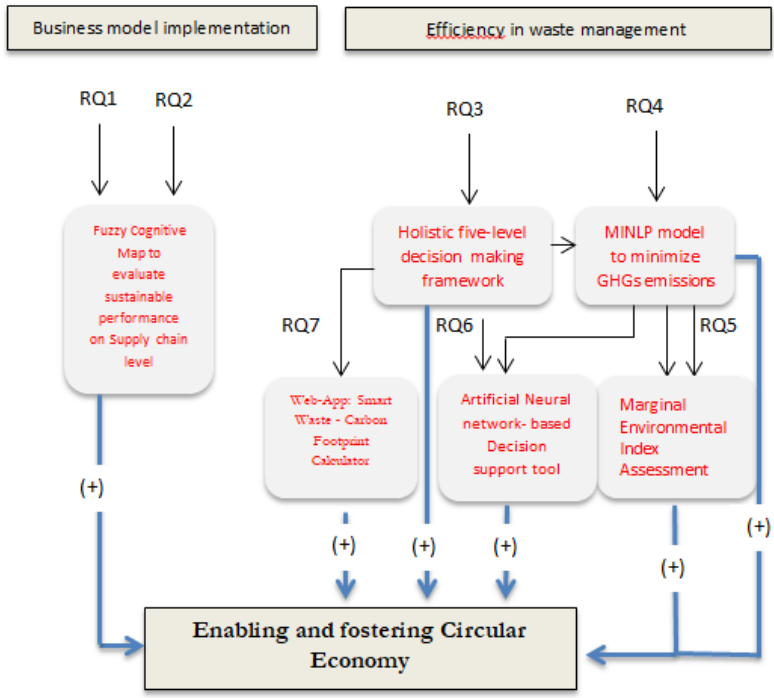 Business model implementation
Efficiency in waste management
RQ1
RQ2
RQ3
RQ4
Fuzzy Cognitive
Map to
evaluate
sustainable
performance
on Supply chain
level
Holistic five-level
decision making
framework
MINLP model
to minimize
GHGs emissions
RQ7
RQ6
RQ5
Web-App: Smart
Waste - Carbon
Footprint
Calculator
Artificial Neural
network- based
Decision
support tool
Marginal
Environmental
Index
Assessment
(+)
(+)
(+)
(+)
(+)
(+)
Enabling and fostering Circular
Economy